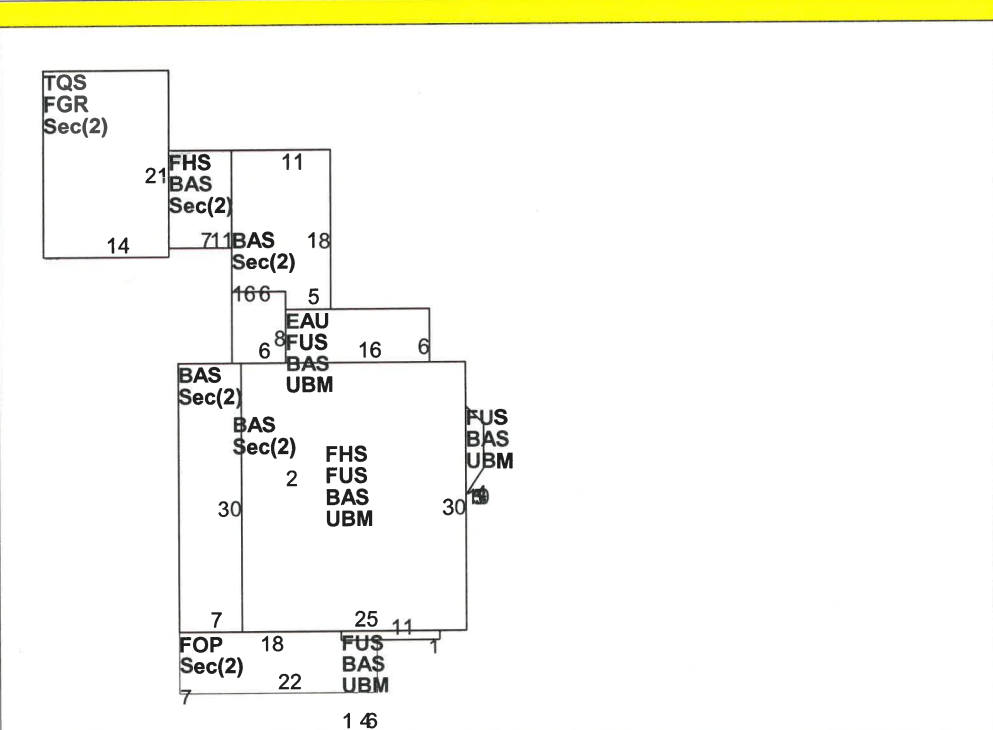 TQS
FGR
Sec(2)
21
14
FHS
BAS
Sec(2)
7
11
11
BAS
Sec(2)
18
16
6
5
8
6
EAU
FUS
BAS
UBM
16
6
BAS
Sec(2)
BAS
Sec(2)
2
FHS
FUS
BAS
UBM
FUS
BAS
UBM
30
30
7
25
11
1
FOP
Sec(2)
18
22
7
FUS
BAS
UBM
1
4
6